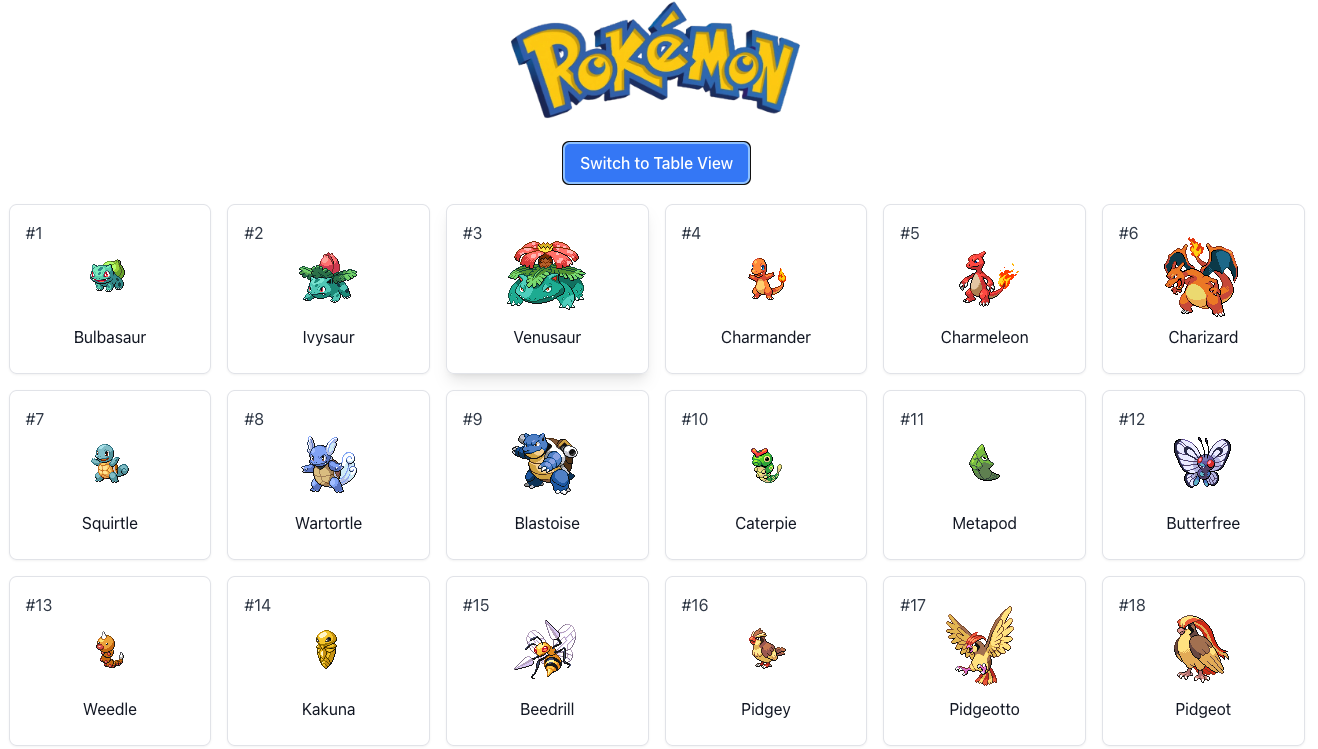 Rokémon
Switch to Table View
#1
Bulbasaur
#2
Ivysaur
#3
Venusaur
#4
Charmander
#5
Charmeleon
#6
Charizard
#7
Squirtle
#8
Wartortle
#9
Blastoise
#10
Caterpie
#11
Metapod
#12
Butterfree
#13
Weedle
#14
Kakuna
#15
Beedrill
#16
Pidgey
#17
Pidgeotto
#18
Pidgeot